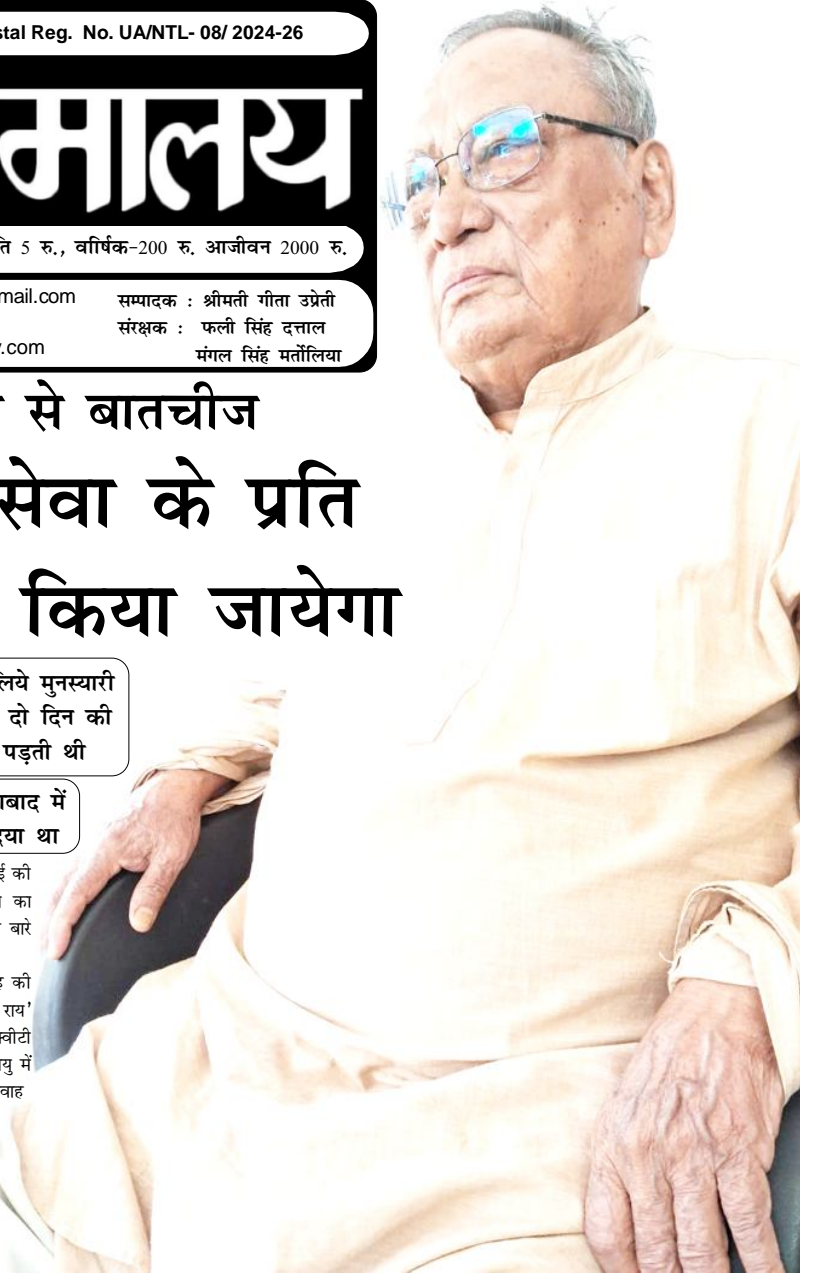 Reg. No. UA/NTL- 08/ 2024-26
मालय
5 रु., वाार्षिक-200 रु. आजीवन 2000 रु.
mail.com
.com
सम्पादक : श्रीमती गीता उप्रेती
संरक्षक : फली सिंह दत्ताल
मंगल सिंह मर्तोलिया
से बातचीज
सेवा के प्रति
किया जायेगा
लिये मुनस्यारी
दो दिन की
पड़ती थी
में
था
की
का
बारे
की
राय'
में